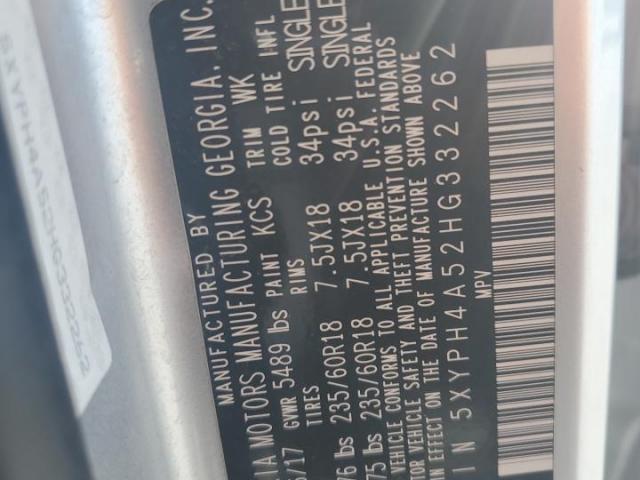 MANUFACTURED BY
IA MOTORS MANUFACTURING GEORGIA, INC.
/17 GVWR 5489 lbs PAINT KCS TRIM WK
TIRES RIMS COLD TIRE INFL
76 lbs 235/60R18 7.5JX18 34psi SINGLE
75 lbs 235/60R18 7.5JX18 34psi SINGLE
VEHICLE CONFORMS TO ALL APPLICABLE U.S.A. FEDERAL
TOR VEHICLE SAFETY AND THEFT PREVENTION STANDARDS
IN EFFECT ON THE DATE OF MANUFACTURE SHOWN ABOVE
IN 5XYPH4A52HG332262
MPV
5XYPH4A52HG332262